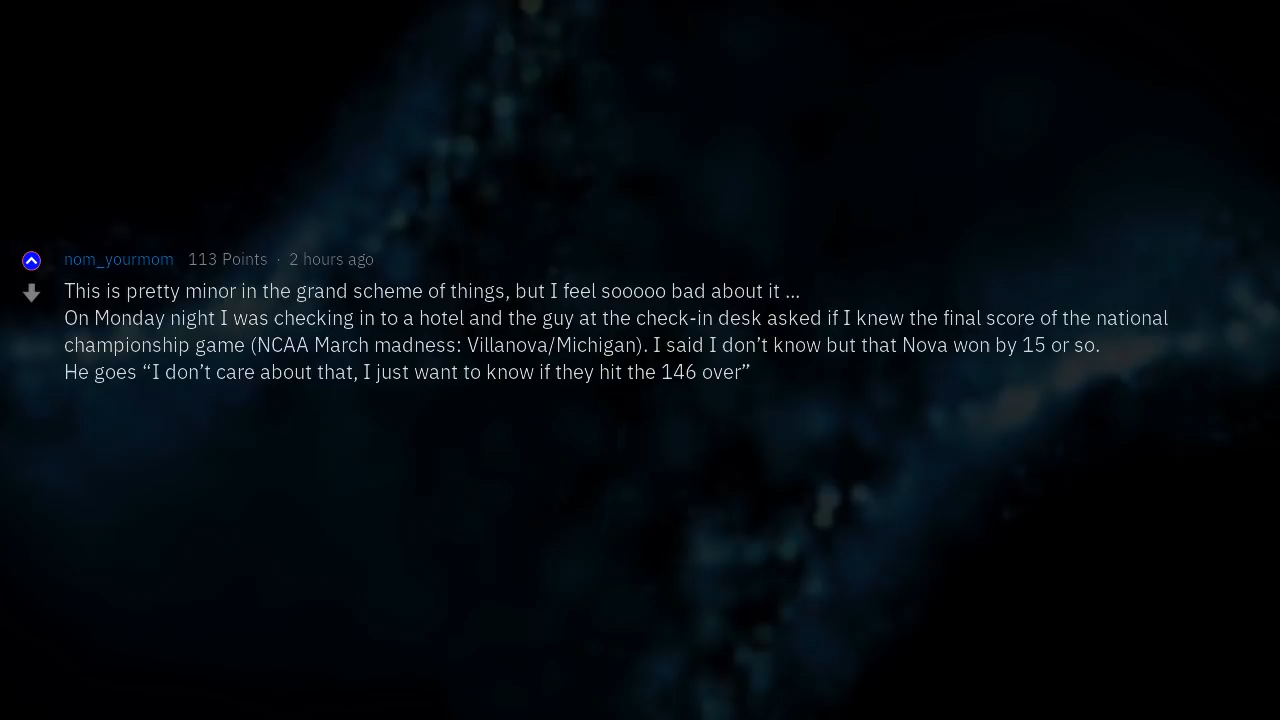 nom_yourmom 113 Points · 2 hours ago
This is pretty minor in the grand scheme of things, but I feel sooooo bad about it ...
On Monday night I was checking in to a hotel and the guy at the check-in desk asked if I knew the final score of the national
championship game (NCAA March madness: Villanova/Michigan). I said I don’t know but that Nova won by 15 or so.
He goes “I don’t care about that, I just want to know if they hit the 146 over”